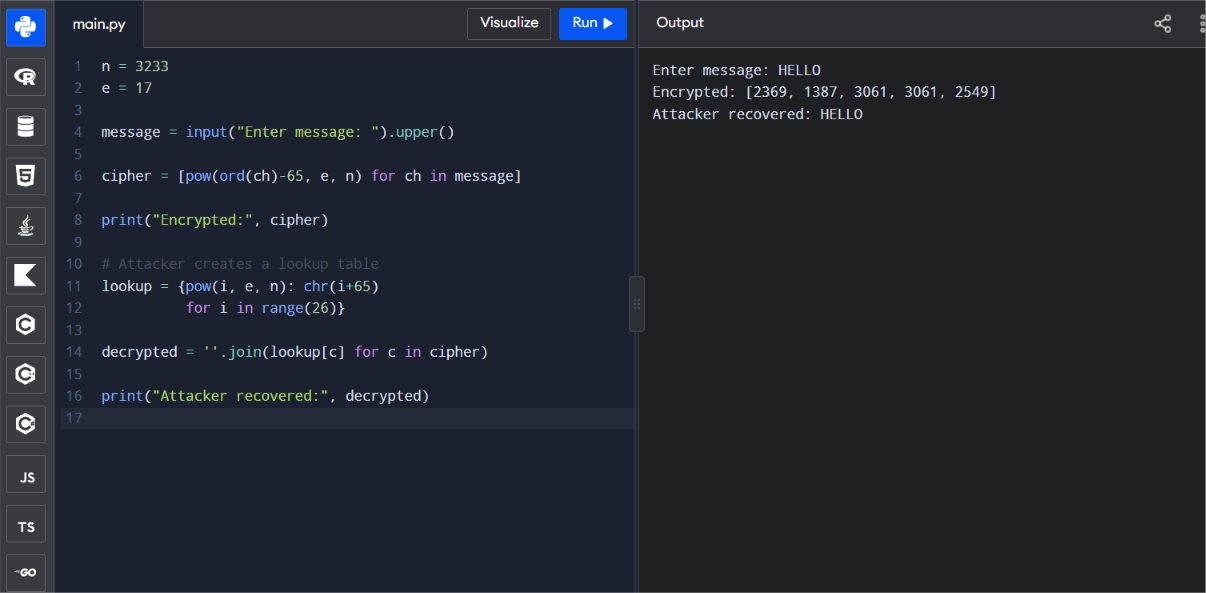 main.py
Visualize
Run
Output
1 n = 3233
2 e = 17
3
4 message = input("Enter message: ").upper()
5
6 cipher = [pow(ord(ch)-65, e, n) for ch in message]
7
8 print("Encrypted:", cipher)
9
10 # Attacker creates a lookup table
11 lookup = {pow(i, e, n): chr(i+65)
12           for i in range(26)}
13
14 decrypted = ''.join(lookup[c] for c in cipher)
15
16 print("Attacker recovered:", decrypted)
17
Enter message: HELLO
Encrypted: [2369, 1387, 3061, 3061, 2549]
Attacker recovered: HELLO
R
5
JS
TS
GO